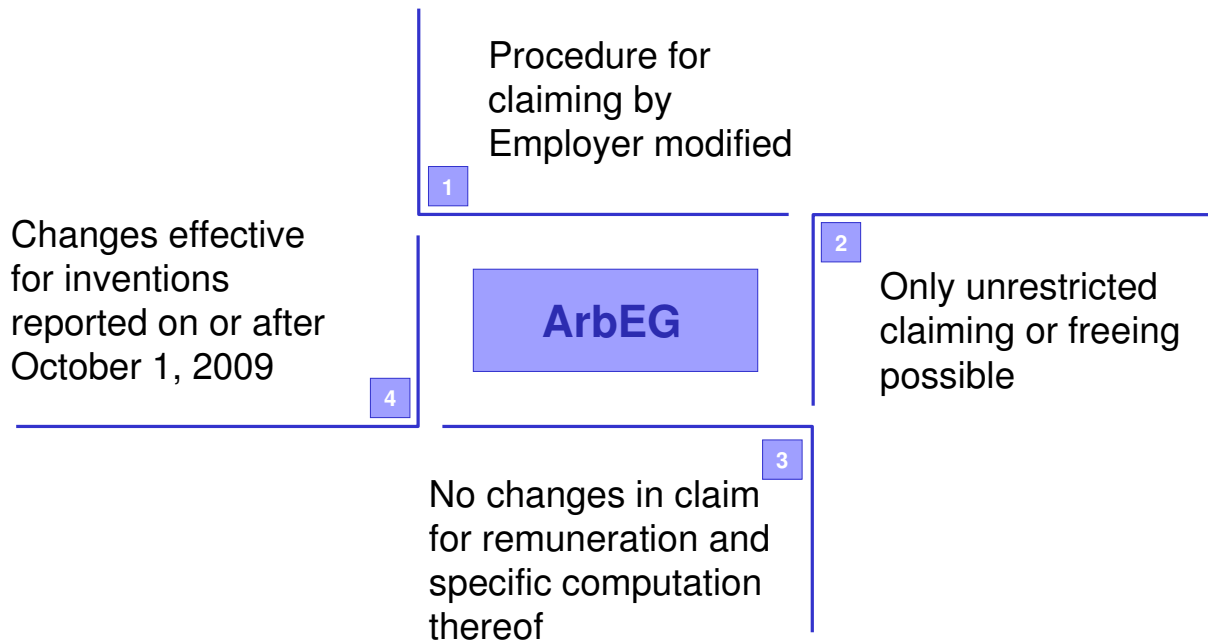 Procedure for
claiming by
Employer modified
1
2
Only unrestricted
claiming or freeing
possible
3
No changes in claim
for remuneration and
specific computation
thereof
4
Changes effective
for inventions
reported on or after
October 1, 2009
ArbEG